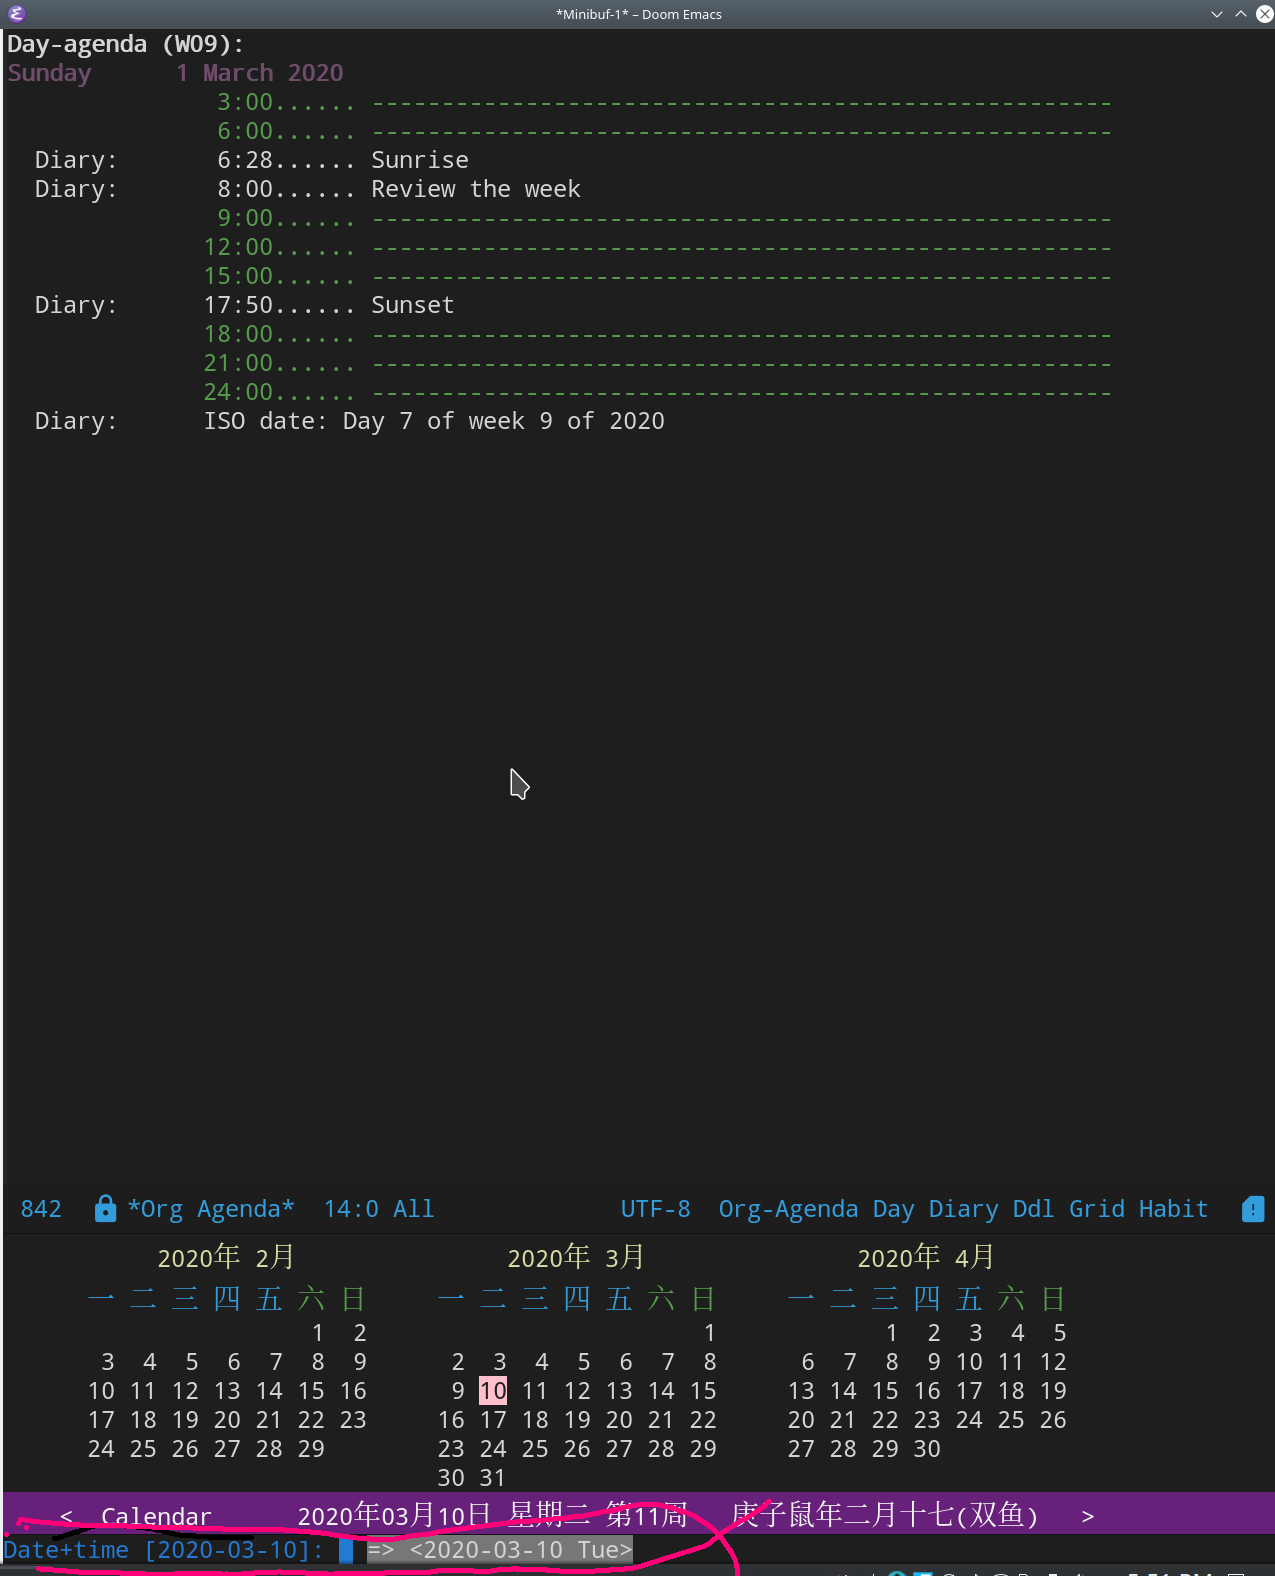 *Minibuf-1* – Doom Emacs
Day-agenda (W09):
Sunday 1 March 2020
3:00...... -----------------------------------------------------
6:00...... -----------------------------------------------------
Diary: 6:28...... Sunrise
Diary: 8:00...... Review the week
9:00...... -----------------------------------------------------
12:00...... -----------------------------------------------------
15:00...... -----------------------------------------------------
Diary: 17:50...... Sunset
18:00...... -----------------------------------------------------
21:00...... -----------------------------------------------------
24:00...... -----------------------------------------------------
Diary: ISO date: Day 7 of week 9 of 2020
842 *Org Agenda* 14:0 All UTF-8 Org-Agenda Day Diary Ddl Grid Habit
2020年 2月 2020年 3月 2020年 4月
一 二 三 四 五 六 日 一 二 三 四 五 六 日 一 二 三 四 五 六 日
1 2 1 1 2 3 4 5
3 4 5 6 7 8 9 2 3 4 5 6 7 8 6 7 8 9 10 11 12
10 11 12 13 14 15 16 9 10 11 12 13 14 15 13 14 15 16 17 18 19
17 18 19 20 21 22 23 16 17 18 19 20 21 22 20 21 22 23 24 25 26
24 25 26 27 28 29 23 24 25 26 27 28 29 27 28 29 30
30 31
< Calendar 2020年03月10日 星期二 第11周 庚子鼠年二月十七(双鱼) >
Date+time [2020-03-10]: => <2020-03-10 Tue>